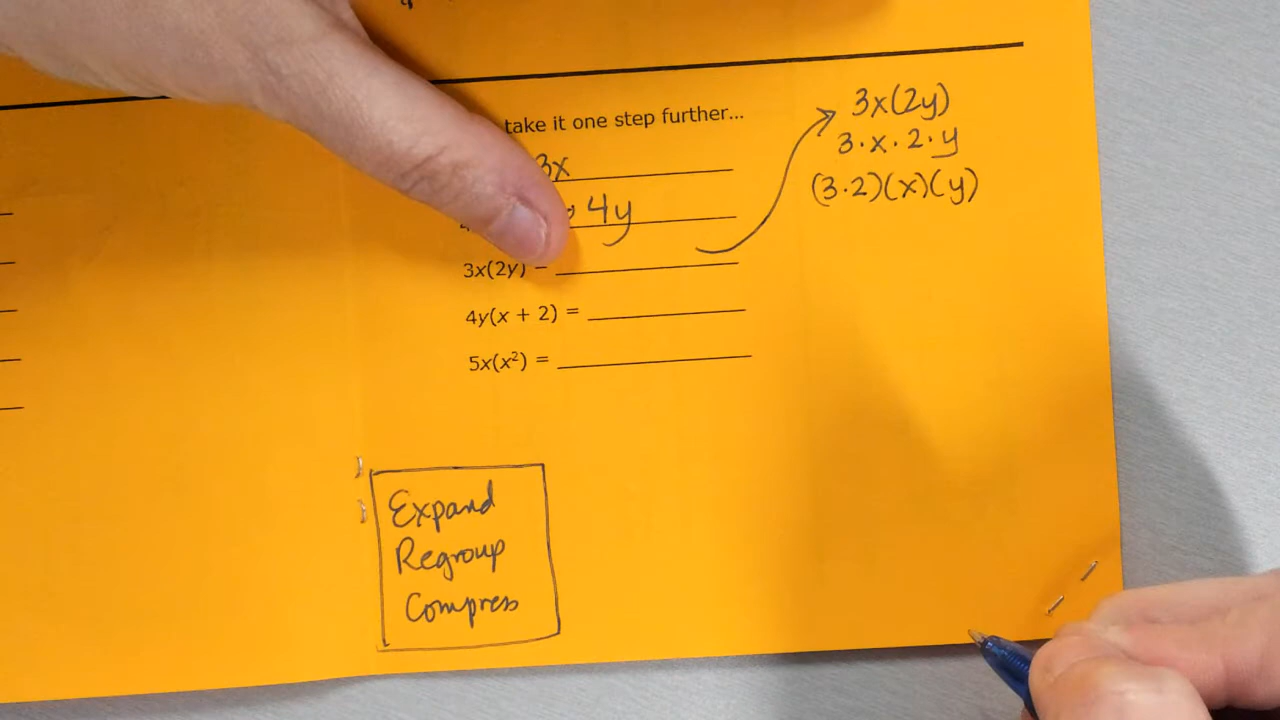 take it one step further...
3x
4y
3x(2y)
4y(x + 2) =
5x(x²) =
3x(2y)
3·x·2·y
(3·2)(x)(y)
Expand
Regroup
Compress